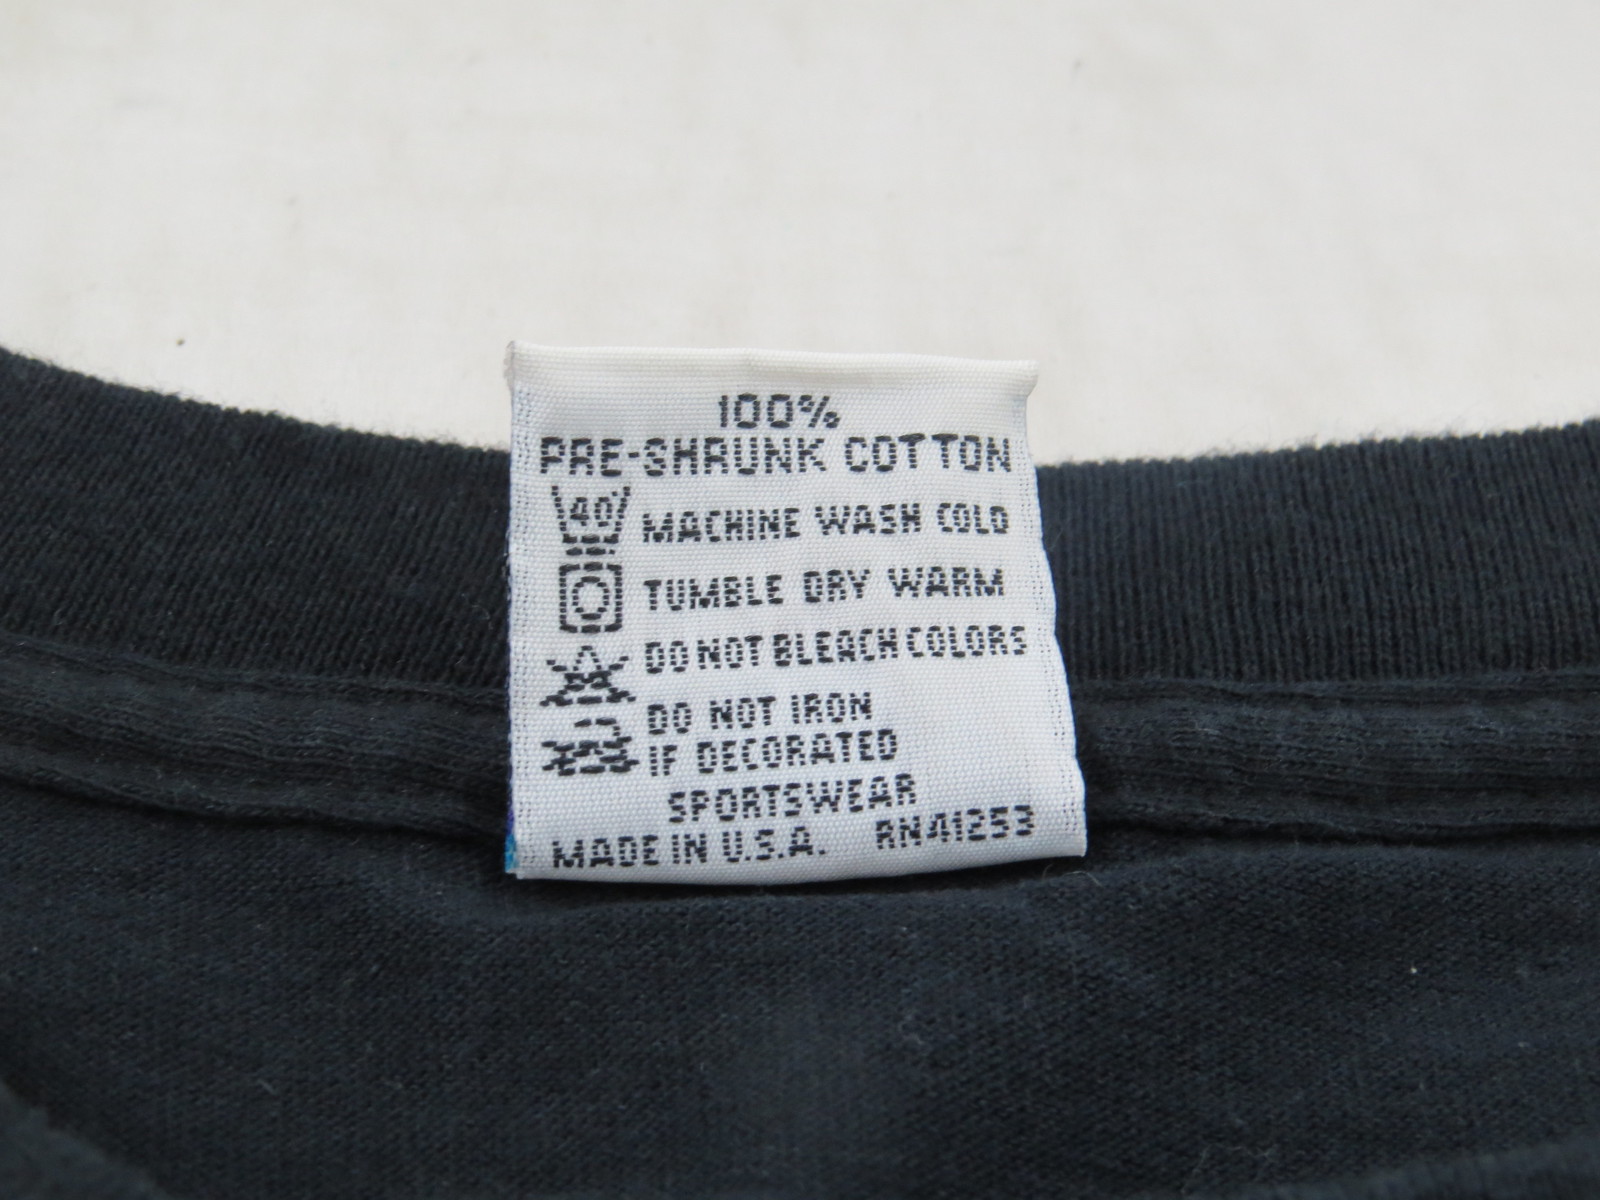 100%
PRE-SHRUNK COTTON
40°
MACHINE WASH COLD
TUMBLE DRY WARM
DO NOT BLEACH COLORS
DO NOT IRON
IF DECORATED
SPORTSWEAR
MADE IN U.S.A. RN41253